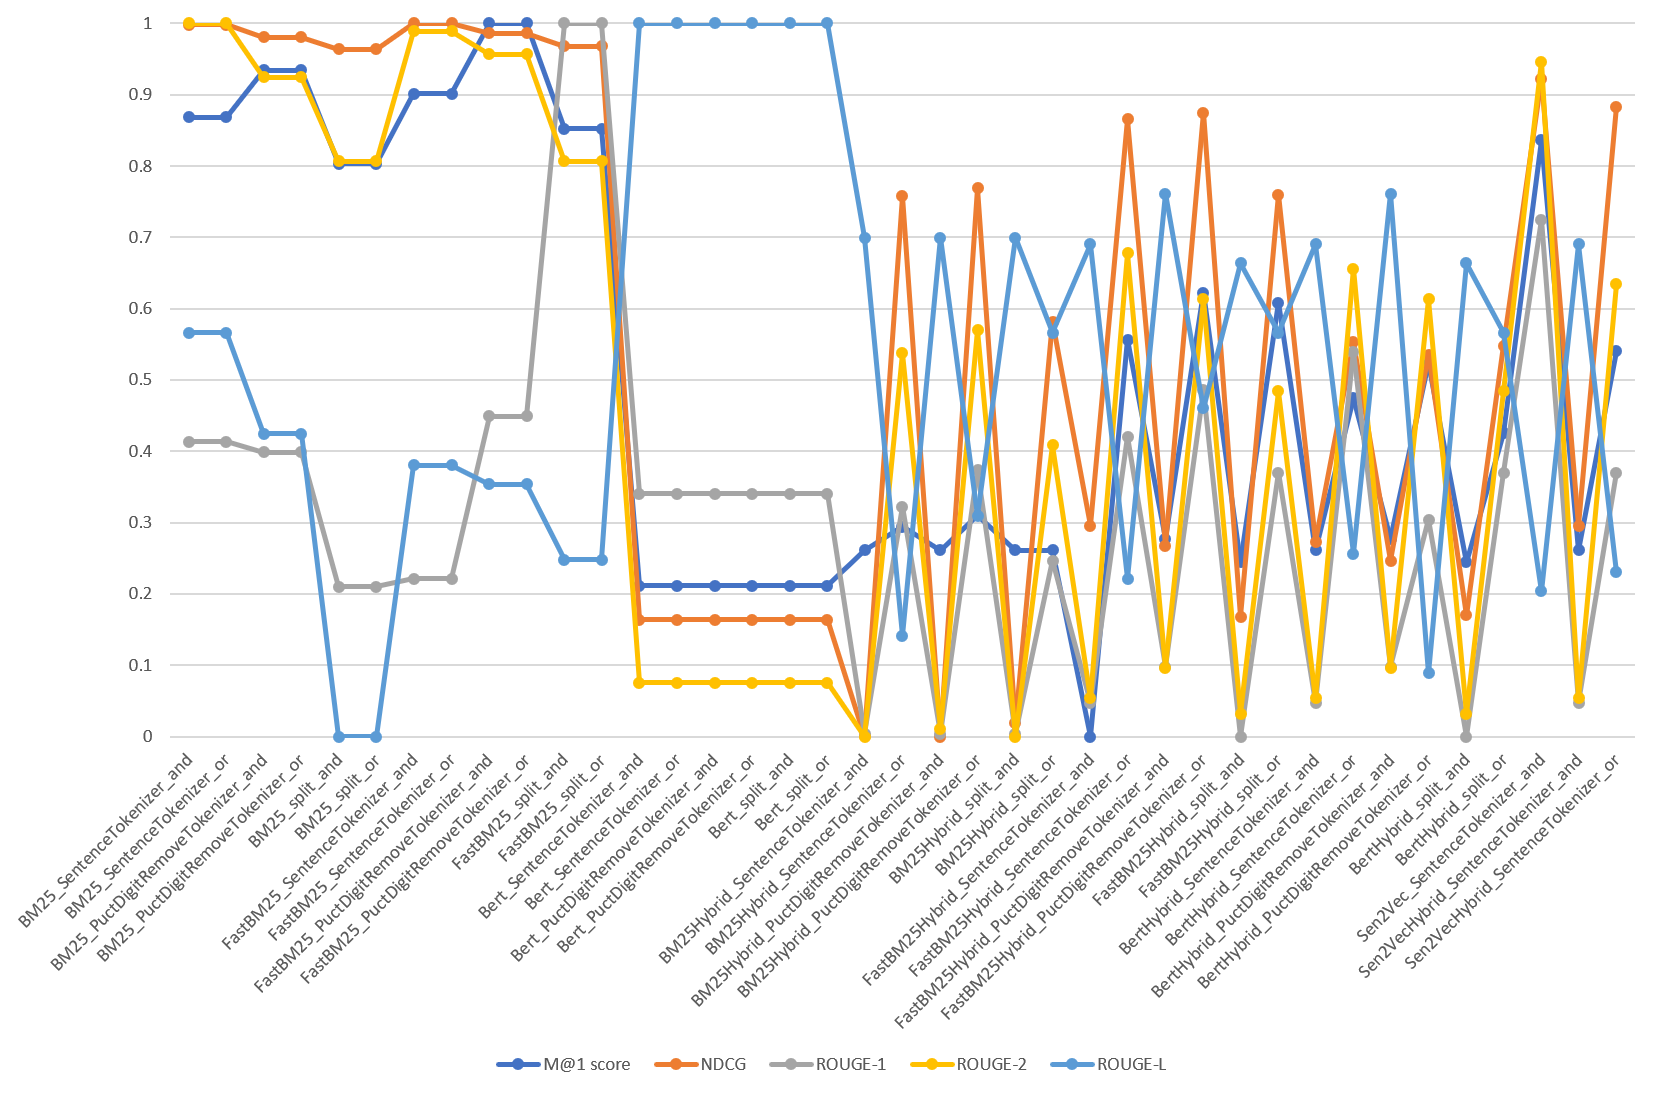 1
0.9
0.8
0.7
0.6
0.5
0.4
0.3
0.2
0.1
0
BM25_SentenceTokenizer_and
BM25_SentenceTokenizer_or
BM25_PuctDigitRemoveTokenizer_and
BM25_PuctDigitRemoveTokenizer_or
BM25_split_and
BM25_split_or
FastBM25_SentenceTokenizer_and
FastBM25_SentenceTokenizer_or
FastBM25_PuctDigitRemoveTokenizer_and
FastBM25_PuctDigitRemoveTokenizer_or
FastBM25_split_and
FastBM25_split_or
Bert_SentenceTokenizer_and
Bert_SentenceTokenizer_or
Bert_PuctDigitRemoveTokenizer_and
Bert_PuctDigitRemoveTokenizer_or
Bert_split_and
Bert_split_or
BM25Hybrid_SentenceTokenizer_and
BM25Hybrid_SentenceTokenizer_or
BM25Hybrid_PuctDigitRemoveTokenizer_and
BM25Hybrid_PuctDigitRemoveTokenizer_or
BM25Hybrid_split_and
BM25Hybrid_split_or
FastBM25Hybrid_SentenceTokenizer_and
FastBM25Hybrid_SentenceTokenizer_or
FastBM25Hybrid_PuctDigitRemoveTokenizer_and
FastBM25Hybrid_PuctDigitRemoveTokenizer_or
FastBM25Hybrid_split_and
FastBM25Hybrid_split_or
BertHybrid_SentenceTokenizer_and
BertHybrid_SentenceTokenizer_or
BertHybrid_PuctDigitRemoveTokenizer_and
BertHybrid_PuctDigitRemoveTokenizer_or
BertHybrid_split_and
BertHybrid_split_or
Sen2Vec_SentenceTokenizer_and
Sen2VecHybrid_SentenceTokenizer_and
Sen2VecHybrid_SentenceTokenizer_or
M@1 score NDCG ROUGE-1 ROUGE-2 ROUGE-L